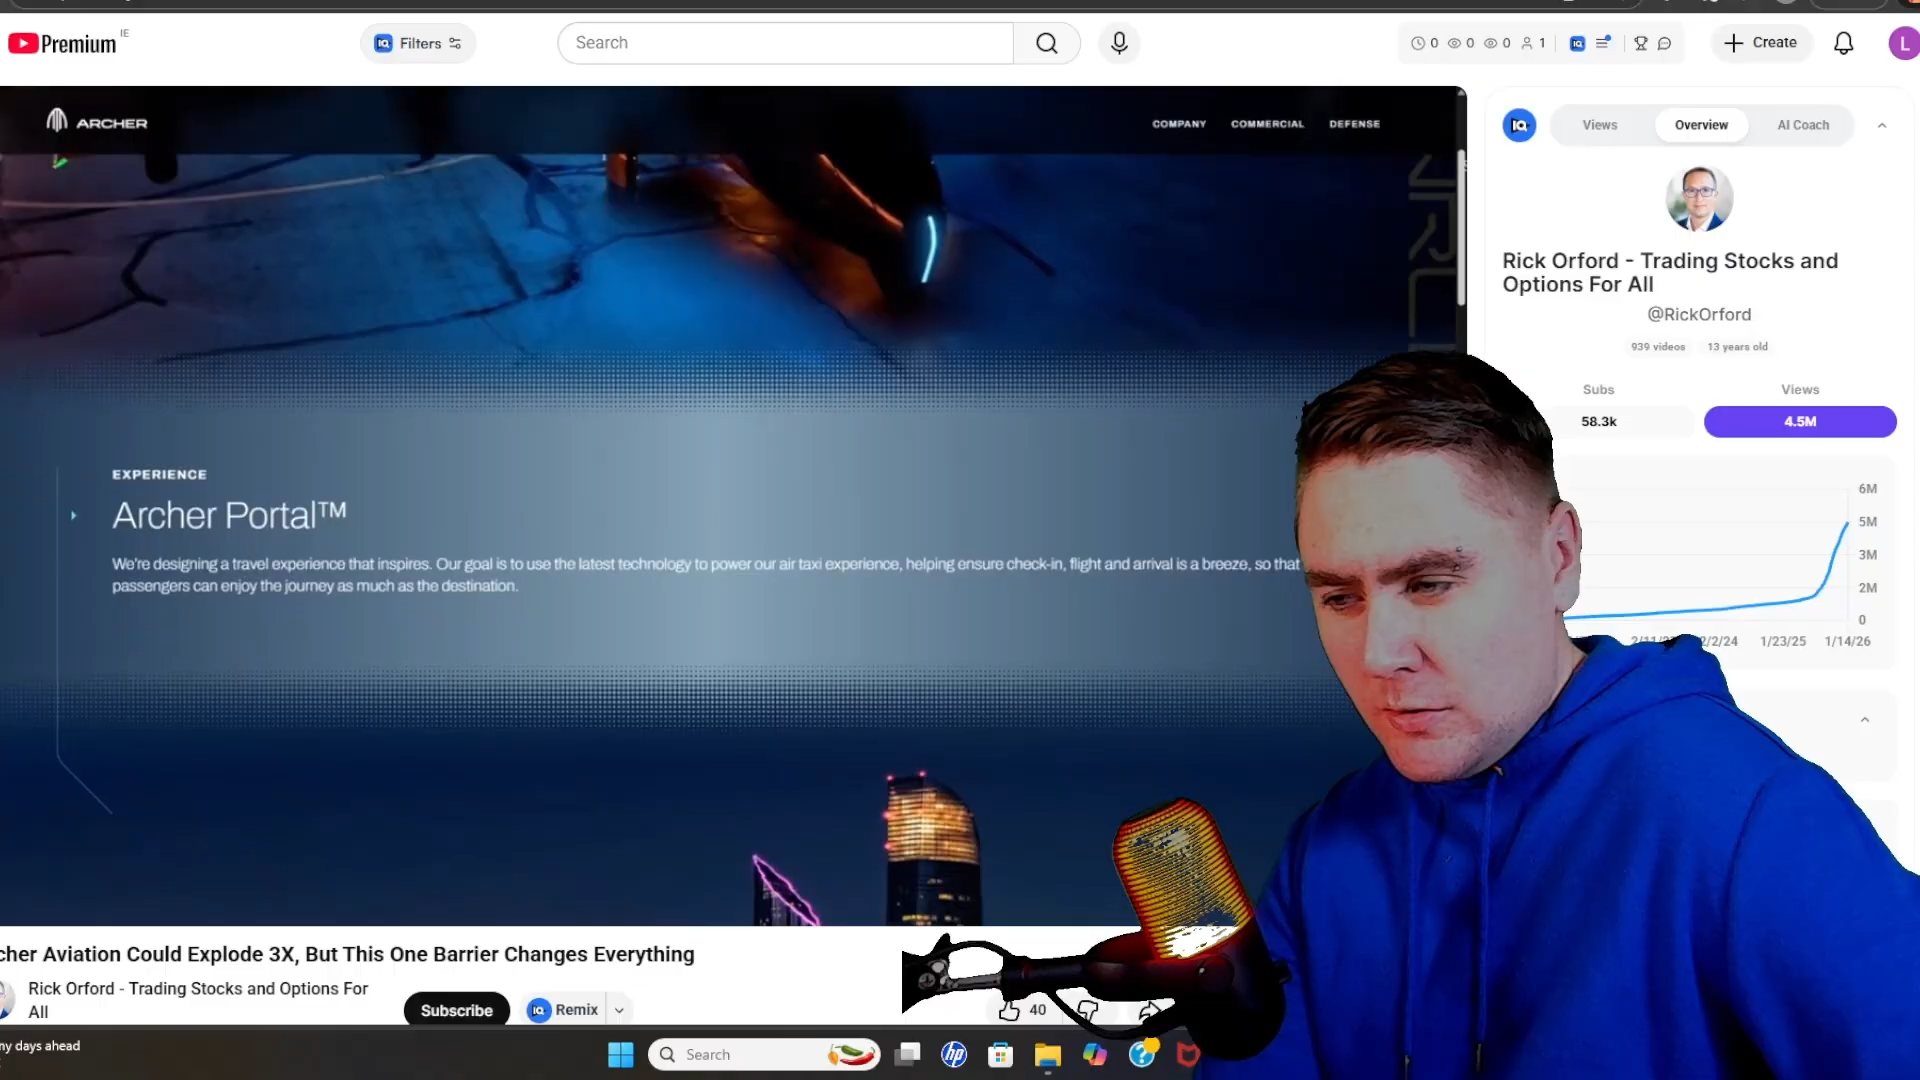 Premium IE
Filters
Search
0 0 0 1
Create
L
ARCHER
COMPANY COMMERCIAL DEFENSE
EXPERIENCE
Archer Portal™
We're designing a travel experience that inspires. Our goal is to use the latest technology to power our air taxi experience, helping ensure check-in, flight and arrival is a breeze, so that
passengers can enjoy the journey as much as the destination.
Views Overview AI Coach
Rick Orford - Trading Stocks and
Options For All
@RickOrford
939 videos 13 years old
Subs Views
58.3k 4.5M
6M
5M
3M
2M
0
2/2/24 1/23/25 1/14/26
cher Aviation Could Explode 3X, But This One Barrier Changes Everything
Rick Orford - Trading Stocks and Options For
All
Subscribe
Remix
40
ny days ahead
Search
hp